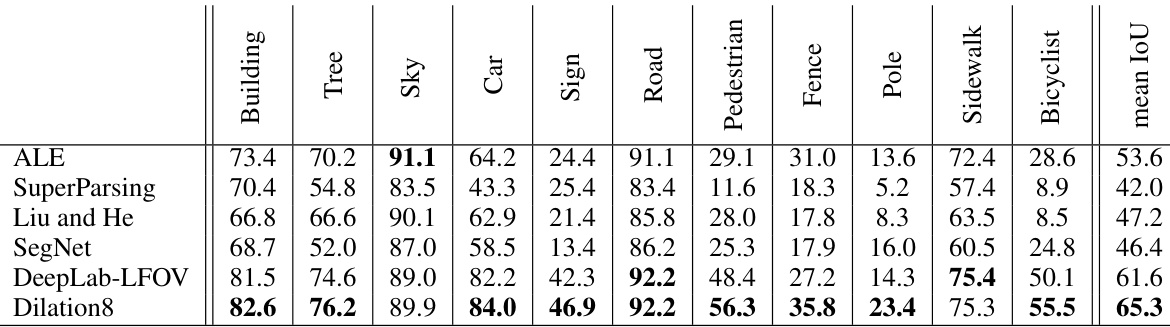 Building Tree Sky Car Sign Road Pedestrian Fence Pole Sidewalk Bicyclist mean IoU
ALE 73.4 70.2 91.1 64.2 24.4 91.1 29.1 31.0 13.6 72.4 28.6 53.6
SuperParsing 70.4 54.8 83.5 43.3 25.4 83.4 11.6 18.3 5.2 57.4 8.9 42.0
Liu and He 66.8 66.6 90.1 62.9 21.4 85.8 28.0 17.8 8.3 63.5 8.5 47.2
SegNet 68.7 52.0 87.0 58.5 13.4 86.2 25.3 17.9 16.0 60.5 24.8 46.4
DeepLab-LFOV 81.5 74.6 89.0 82.2 42.3 92.2 48.4 27.2 14.3 75.4 50.1 61.6
Dilation8 82.6 76.2 89.9 84.0 46.9 92.2 56.3 35.8 23.4 75.3 55.5 65.3